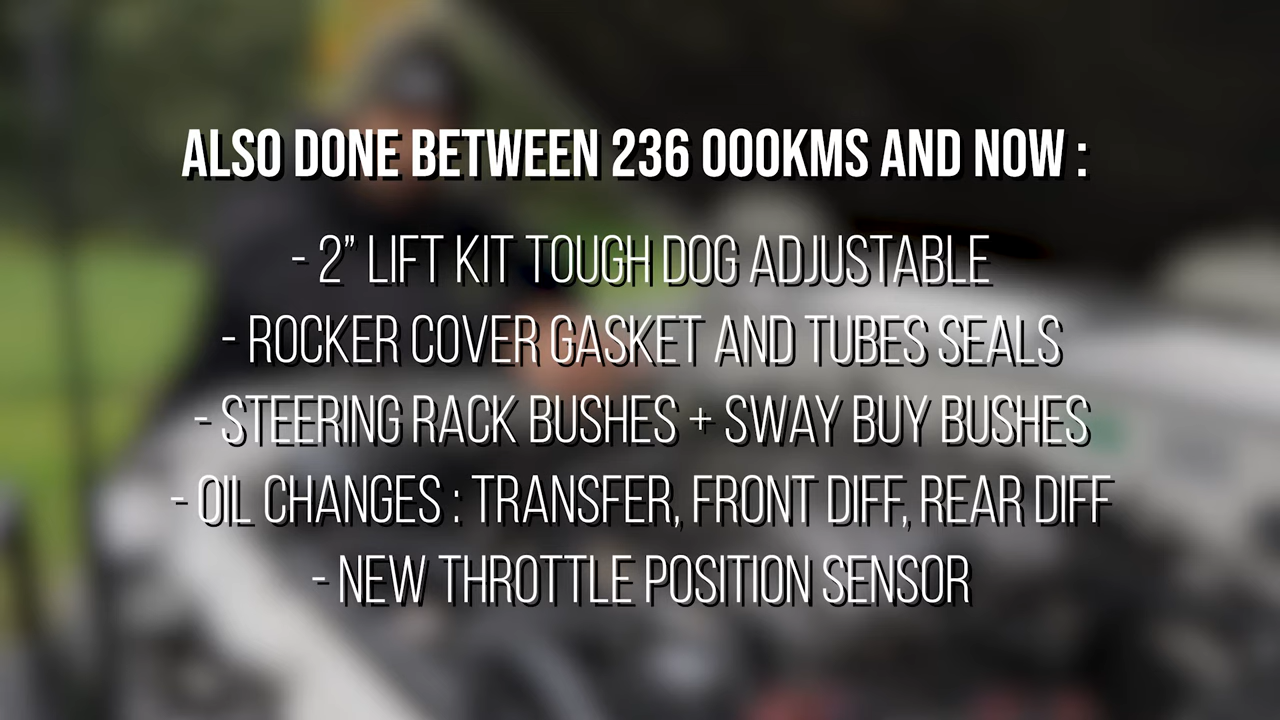 ALSO DONE BETWEEN 236 000KMS AND NOW :
- 2” LIFT KIT TOUGH DOG ADJUSTABLE
- ROCKER COVER GASKET AND TUBES SEALS
- STEERING RACK BUSHES + SWAY BUY BUSHES
- OIL CHANGES : TRANSFER, FRONT DIFF, REAR DIFF
- NEW THROTTLE POSITION SENSOR